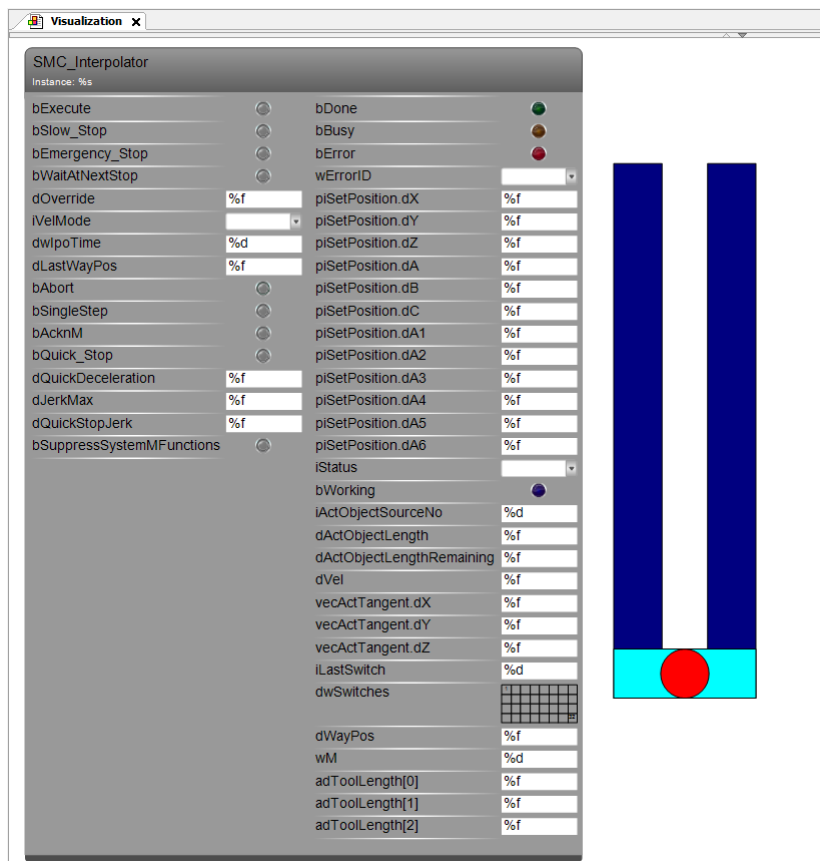 Visualization
SMC_Interpolator
Instance: %s
bExecute bDone
bSlow_Stop bBusy
bEmergency_Stop bError
bWaitAtNextStop wErrorID
dOverride %f piSetPosition.dX %f
iVelMode piSetPosition.dY %f
dwIpoTime %d piSetPosition.dZ %f
dLastWayPos %f piSetPosition.dA %f
bAbort piSetPosition.dB %f
bSingleStep piSetPosition.dC %f
bAcknM piSetPosition.dA1 %f
bQuick_Stop piSetPosition.dA2 %f
dQuickDeceleration %f piSetPosition.dA3 %f
dJerkMax %f piSetPosition.dA4 %f
dQuickStopJerk %f piSetPosition.dA5 %f
bSuppressSystemMFunctions piSetPosition.dA6 %f
iStatus
bWorking
iActObjectSourceNo %d
dActObjectLength %f
dActObjectLengthRemaining %f
dVel %f
vecActTangent.dX %f
vecActTangent.dY %f
vecActTangent.dZ %f
iLastSwitch %d
dwSwitches
dWayPos %f
wM %d
adToolLength[0] %f
adToolLength[1] %f
adToolLength[2] %f